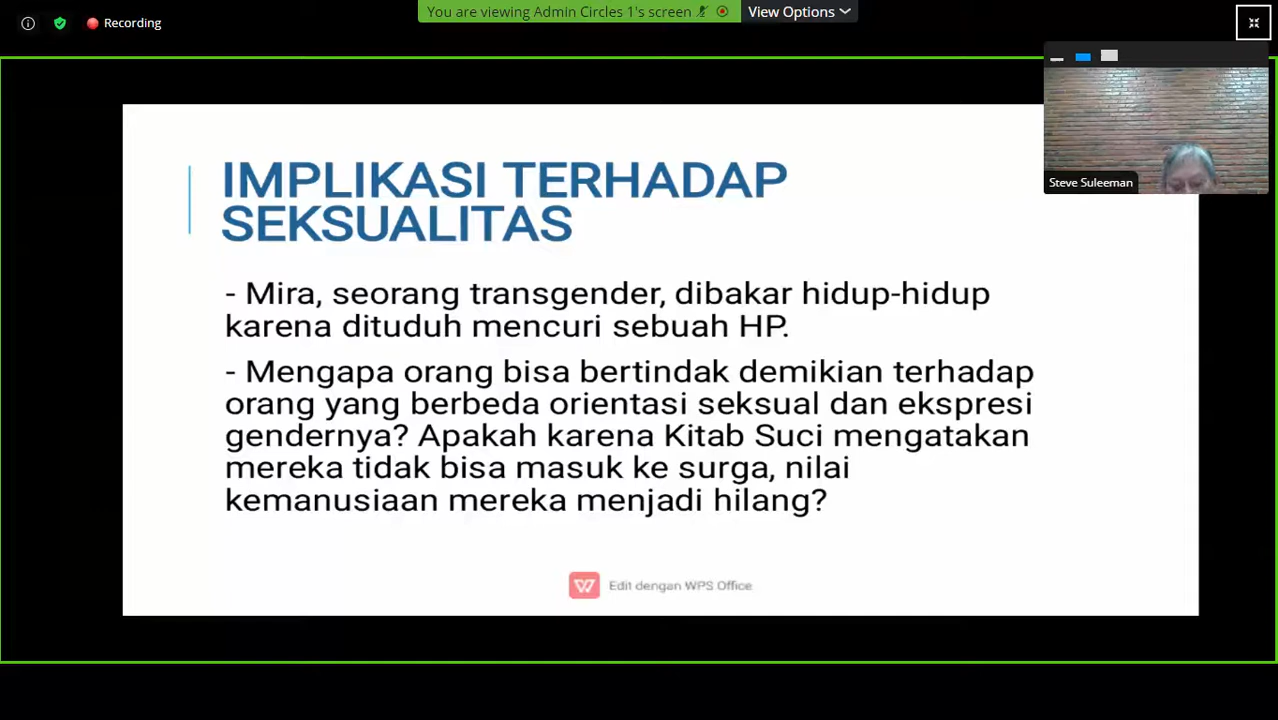 You are viewing Admin Circles 1's screen
View Options
Recording
Steve Suleeman
IMPLIKASI TERHADAP
SEKSUALITAS
- Mira, seorang transgender, dibakar hidup-hidup
karena dituduh mencuri sebuah HP.
- Mengapa orang bisa bertindak demikian terhadap
orang yang berbeda orientasi seksual dan ekspresi
gendernya? Apakah karena Kitab Suci mengatakan
mereka tidak bisa masuk ke surga, nilai
kemanusiaan mereka menjadi hilang?
Edit dengan WPS Office